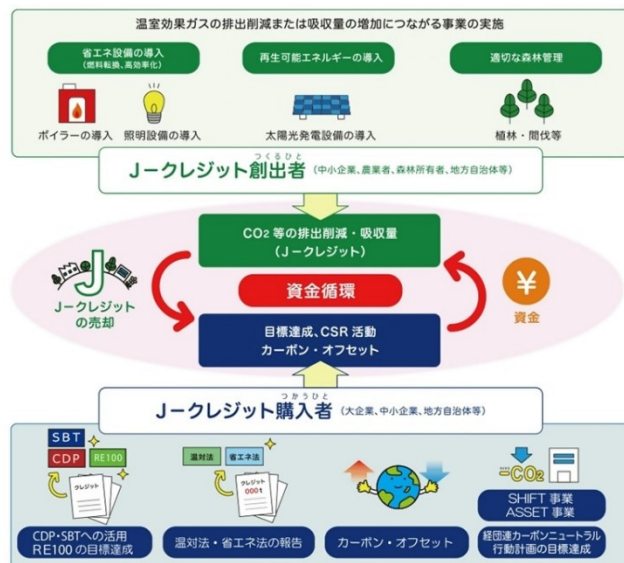 温室効果ガスの排出削減または吸収量の増加につながる事業の実施
省エネ設備の導入
(燃料転換、高効率化)
再生可能エネルギーの導入
適切な森林管理
ボイラーの導入
照明設備の導入
太陽光発電設備の導入
植林・間伐等
つくるひと
J-クレジット創出者(中小企業、農業者、森林所有者、地方自治体等)
CO2 等の排出削減・吸収量
(J-クレジット)
J
J-クレジット
の売却
資金循環
¥
資金
目標達成、CSR 活動
カーボン・オフセット
つかうひと
J-クレジット購入者(大企業、中小企業、地方自治体等)
SBT
CDP
RE100
クレジット
温対法
省エネ法
クレジット
000t
-CO2
CDP・SBTへの活用
RE100 の目標達成
温対法・省エネ法の報告
カーボン・オフセット
SHIFT 事業
ASSET 事業
経団連カーボンニュートラル
行動計画の目標達成